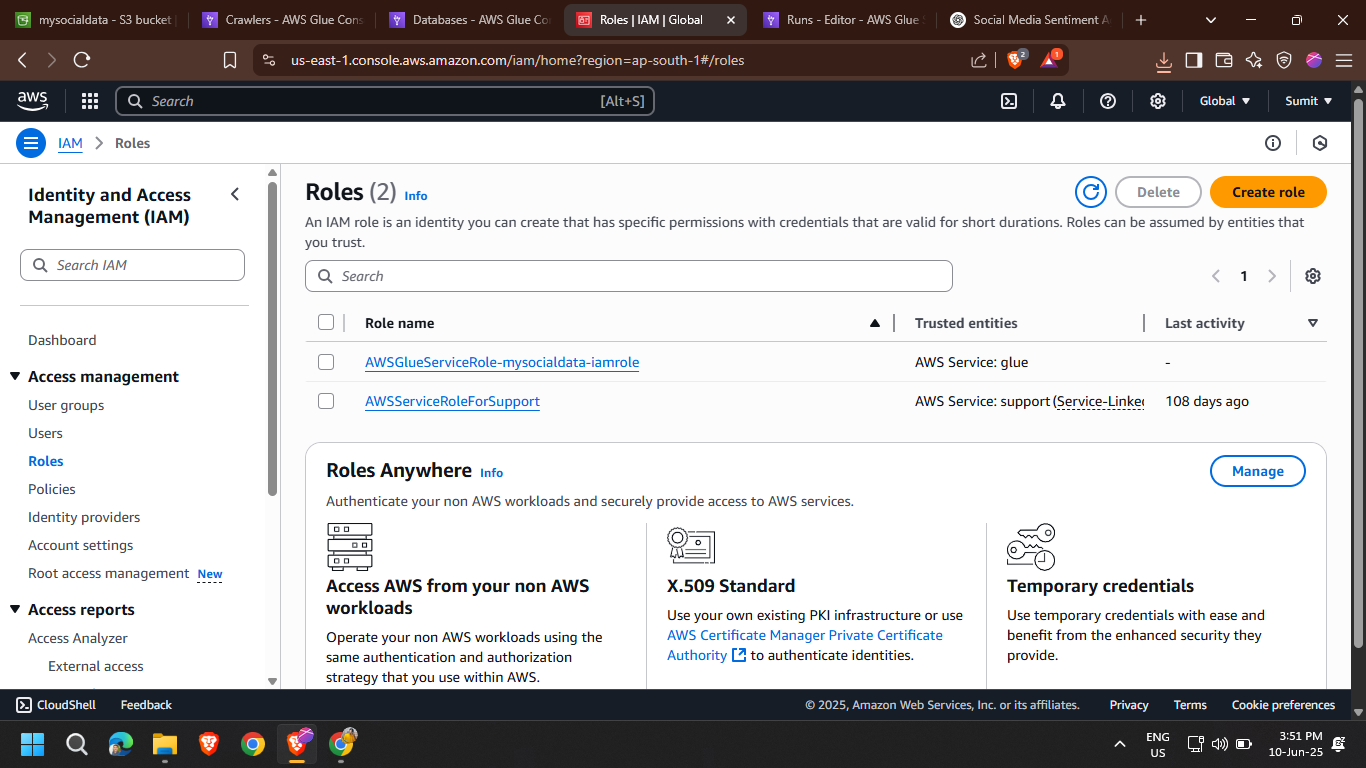 mysocialdata - S3 bucket
Crawlers - AWS Glue Cons
Databases - AWS Glue Co
Roles | IAM | Global
Runs - Editor - AWS Glue
Social Media Sentiment A
us-east-1.console.aws.amazon.com/iam/home?region=ap-south-1#/roles
2
1
aws
Search
[Alt+S]
Global
Sumit
IAM
Roles
Identity and Access
Management (IAM)
Search IAM
Dashboard
Access management
User groups
Users
Roles
Policies
Identity providers
Account settings
Root access management New
Access reports
Access Analyzer
External access
Roles (2) Info
Delete
Create role
An IAM role is an identity you can create that has specific permissions with credentials that are valid for short durations. Roles can be assumed by entities that
you trust.
Search
1
Role name
Trusted entities
Last activity
AWSGlueServiceRole-mysocialdata-iamrole
AWS Service: glue
-
AWSServiceRoleForSupport
AWS Service: support (Service-Linked
108 days ago
Roles Anywhere Info
Manage
Authenticate your non AWS workloads and securely provide access to AWS services.
Access AWS from your non AWS
workloads
Operate your non AWS workloads using the
same authentication and authorization
strategy that you use within AWS.
X.509 Standard
Use your own existing PKI infrastructure or use
AWS Certificate Manager Private Certificate
Authority to authenticate identities.
Temporary credentials
Use temporary credentials with ease and
benefit from the enhanced security they
provide.
CloudShell
Feedback
© 2025, Amazon Web Services, Inc. or its affiliates.
Privacy
Terms
Cookie preferences
ENG
US
3:51 PM
10-Jun-25